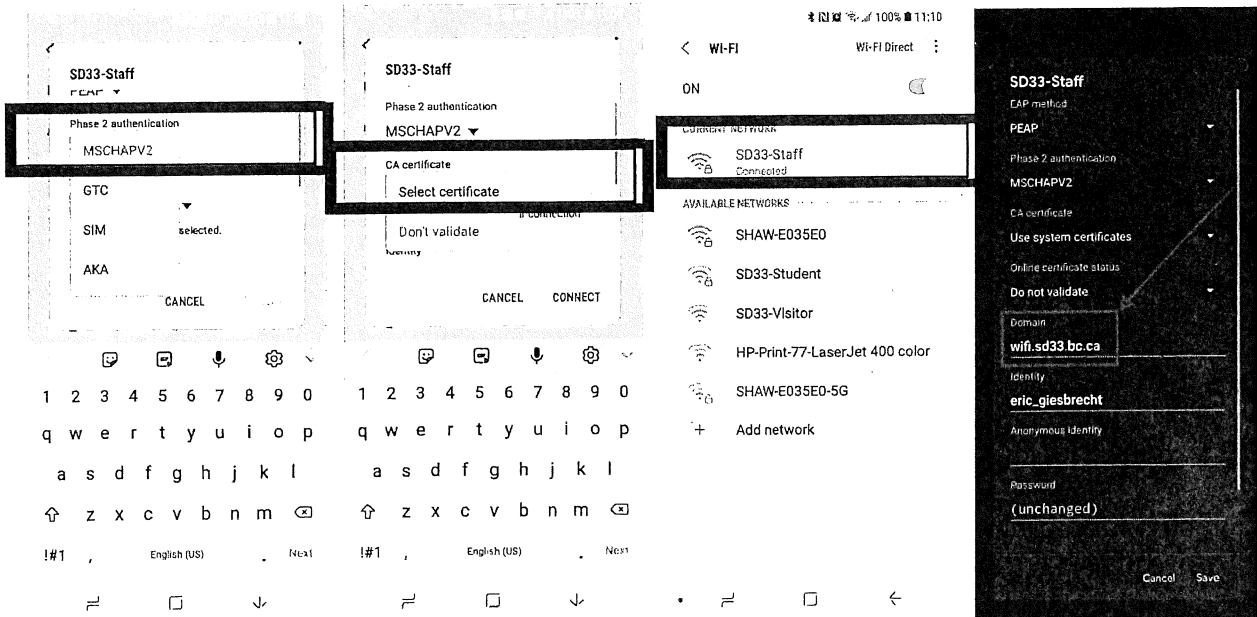 SD33-Staff
PEAP
Phase 2 authentication
MSCHAPV2
GTC
SIM
selected.
AKA
CANCEL
1 2 3 4 5 6 7 8 9 0
q w e r t y u i o p
a s d f g h j k l
z x c v b n m
!#1 , English (US) . Next
SD33-Staff
Phase 2 authentication
MSCHAPV2
CA certificate
Select certificate
connection
Don't validate
Identity
CANCEL CONNECT
1 2 3 4 5 6 7 8 9 0
q w e r t y u i o p
a s d f g h j k l
z x c v b n m
!#1 , English (US) . Next
100% 11:10
WI-FI Wi-Fi Direct
ON
CURRENT NETWORK
SD33-Staff
Connected
AVAILABLE NETWORKS
SHAW-E035E0
SD33-Student
SD33-Visitor
HP-Print-77-LaserJet 400 color
SHAW-E035E0-5G
+ Add network
SD33-Staff
EAP method
PEAP
Phase 2 authentication
MSCHAPV2
CA certificate
Use system certificates
Online certificate status
Do not validate
Domain
wifi.sd33.bc.ca
Identity
eric_giesbrecht
Anonymous identity
Password
(unchanged)
Cancel Save